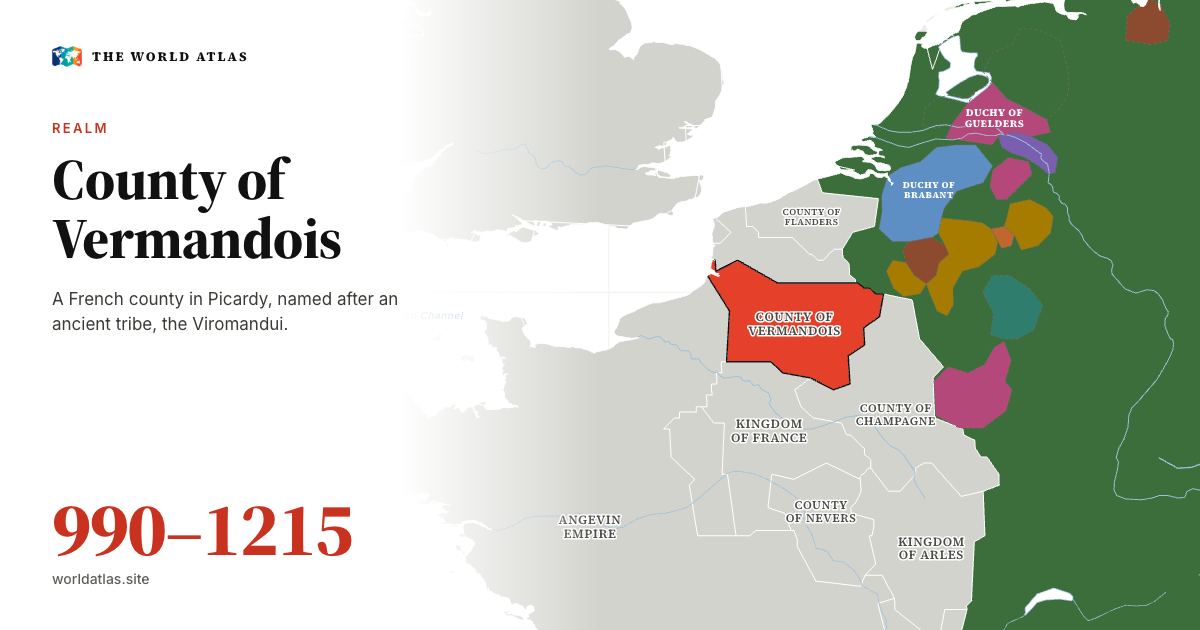 THE WORLD ATLAS
REALM
County of
Vermandois
A French county in Picardy, named after an
ancient tribe, the Viromandui.
990–1215
worldatlas.site
Channel
DUCHY OF
GUELDERS
DUCHY OF
BRABANT
COUNTY OF
FLANDERS
COUNTY OF
VERMANDOIS
COUNTY OF
CHAMPAGNE
KINGDOM
OF FRANCE
COUNTY
OF NEVERS
ANGEVIN
EMPIRE
KINGDOM
OF ARLES